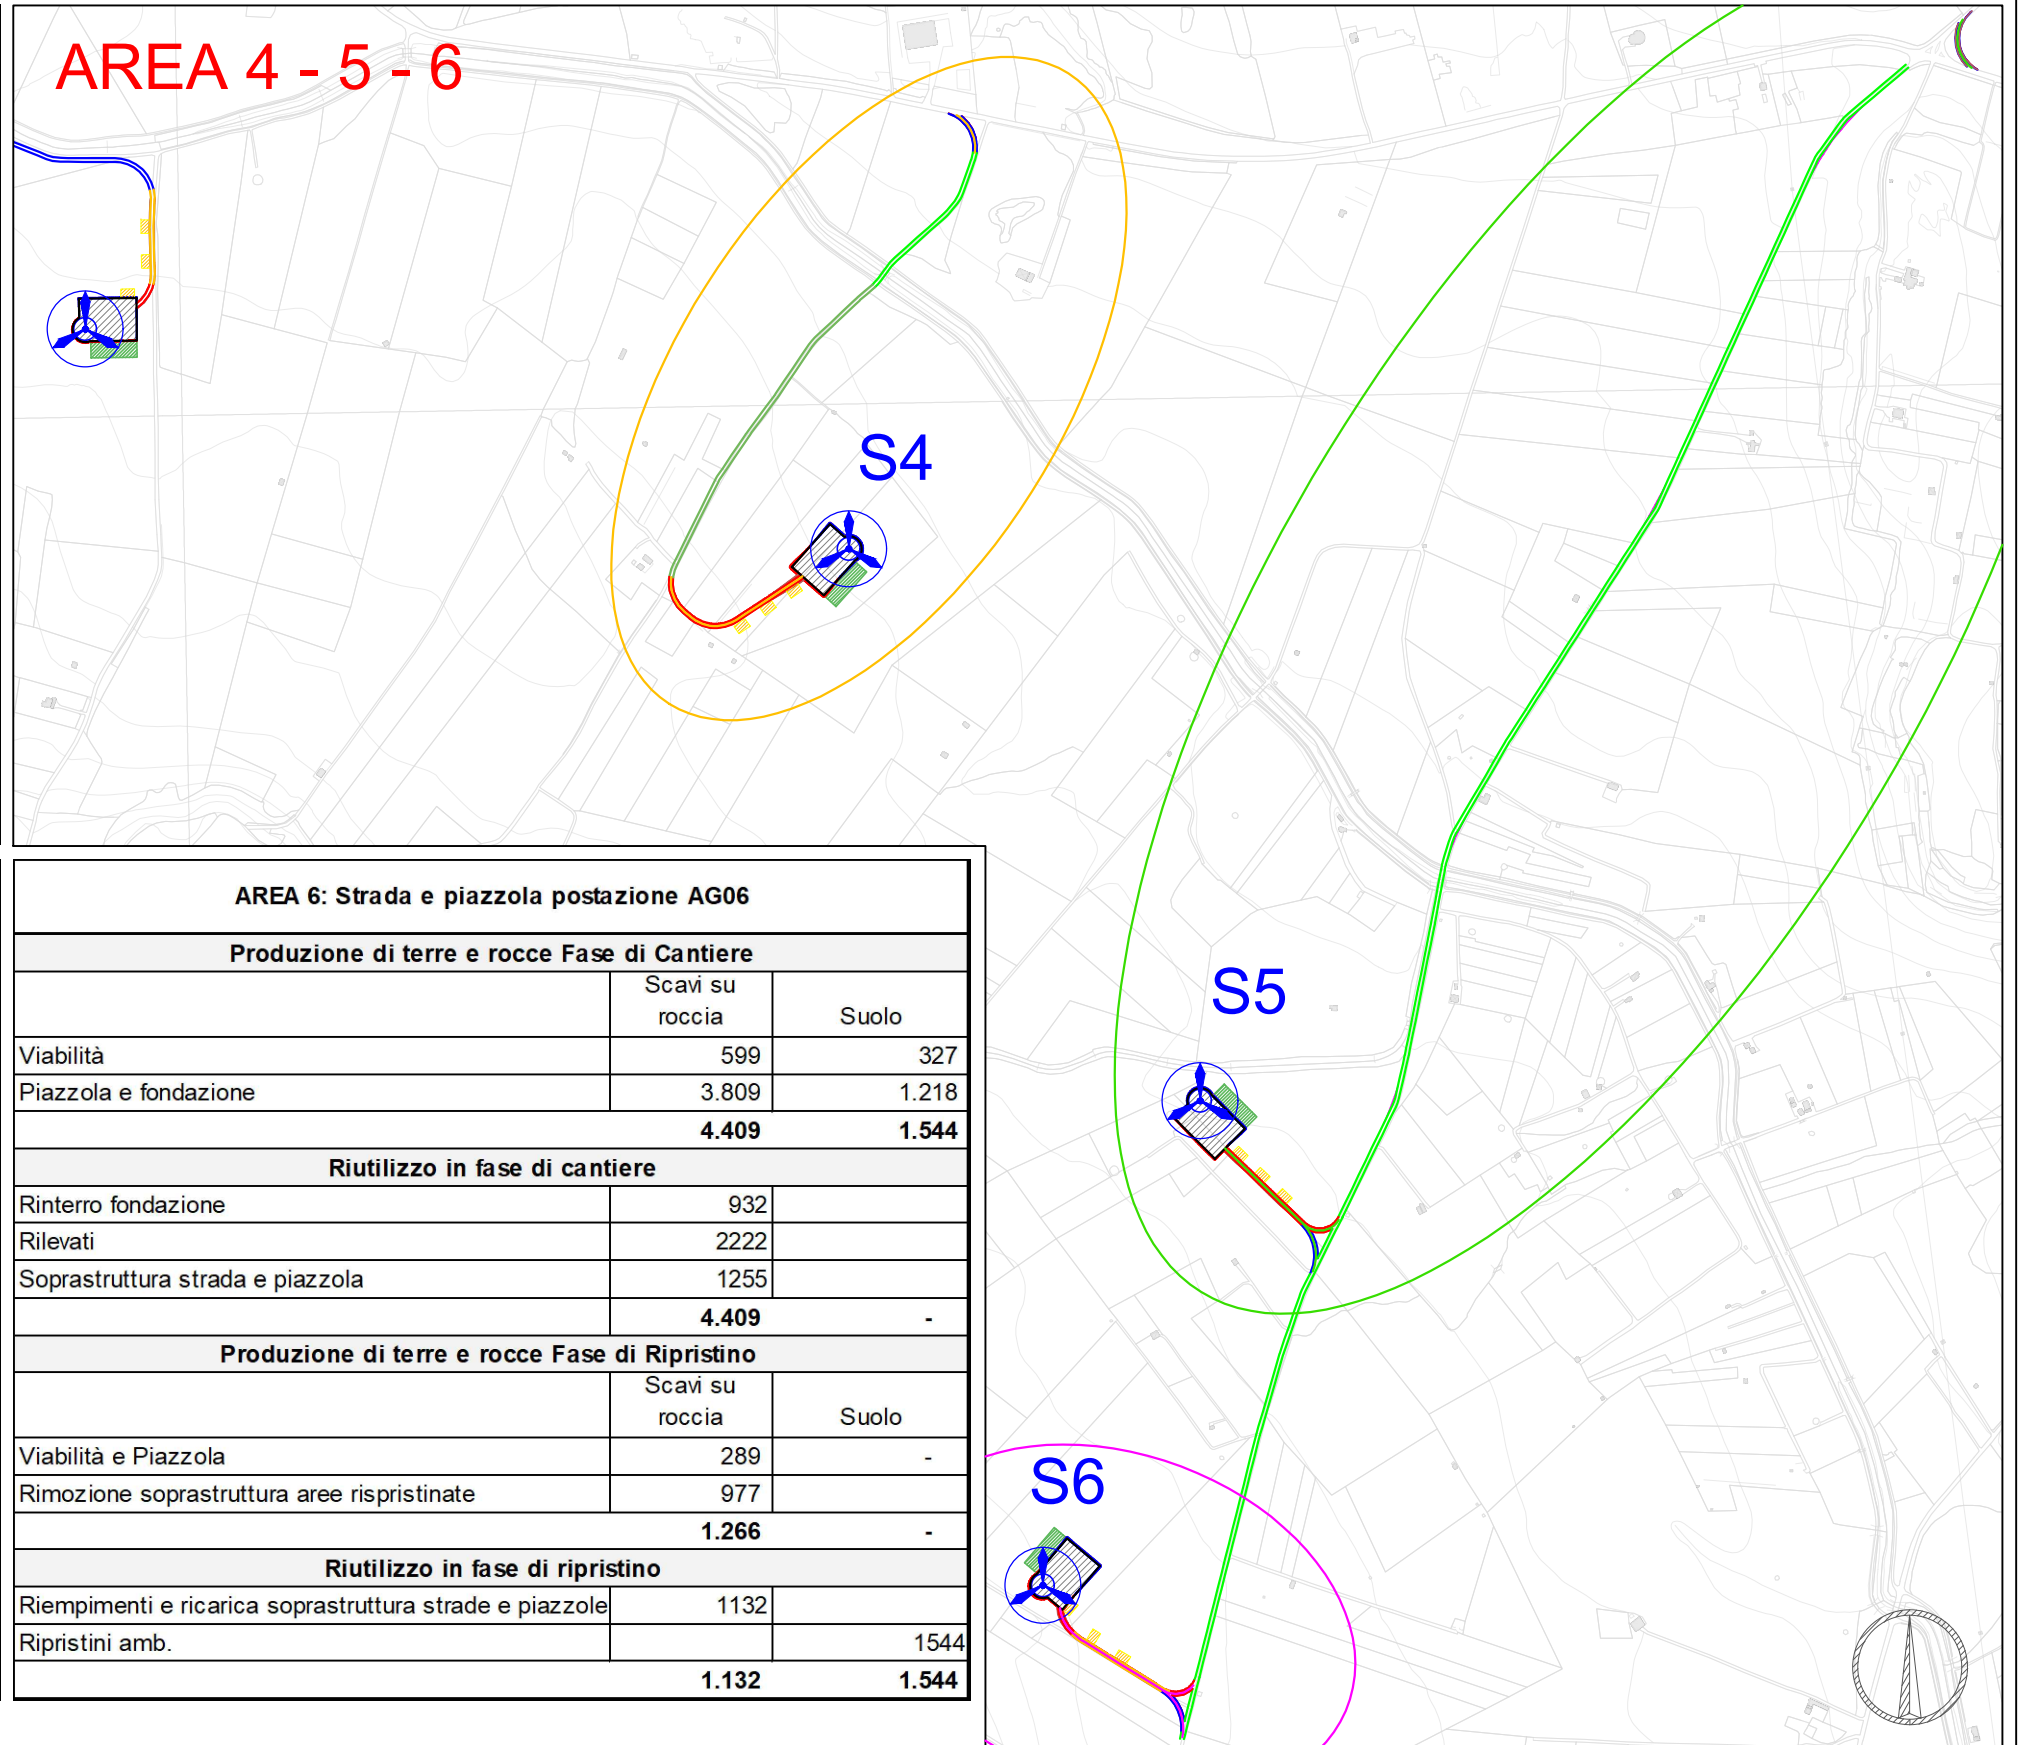 AREA 4 - 5 - 6
S4
S5
S6
AREA 6: Strada e piazzola postazione AG06
Produzione di terre e rocce Fase di Cantiere
Scavi su
roccia Suolo
Viabilità 599 327
Piazzola e fondazione 3.809 1.218
4.409 1.544
Riutilizzo in fase di cantiere
Rinterro fondazione 932
Rilevati 2222
Soprastruttura strada e piazzola 1255
4.409 -
Produzione di terre e rocce Fase di Ripristino
Scavi su
roccia Suolo
Viabilità e Piazzola 289 -
Rimozione soprastruttura aree rispristinate 977
1.266 -
Riutilizzo in fase di ripristino
Riempimenti e ricarica soprastruttura strade e piazzole 1132
Ripristini amb. 1544
1.132 1.544